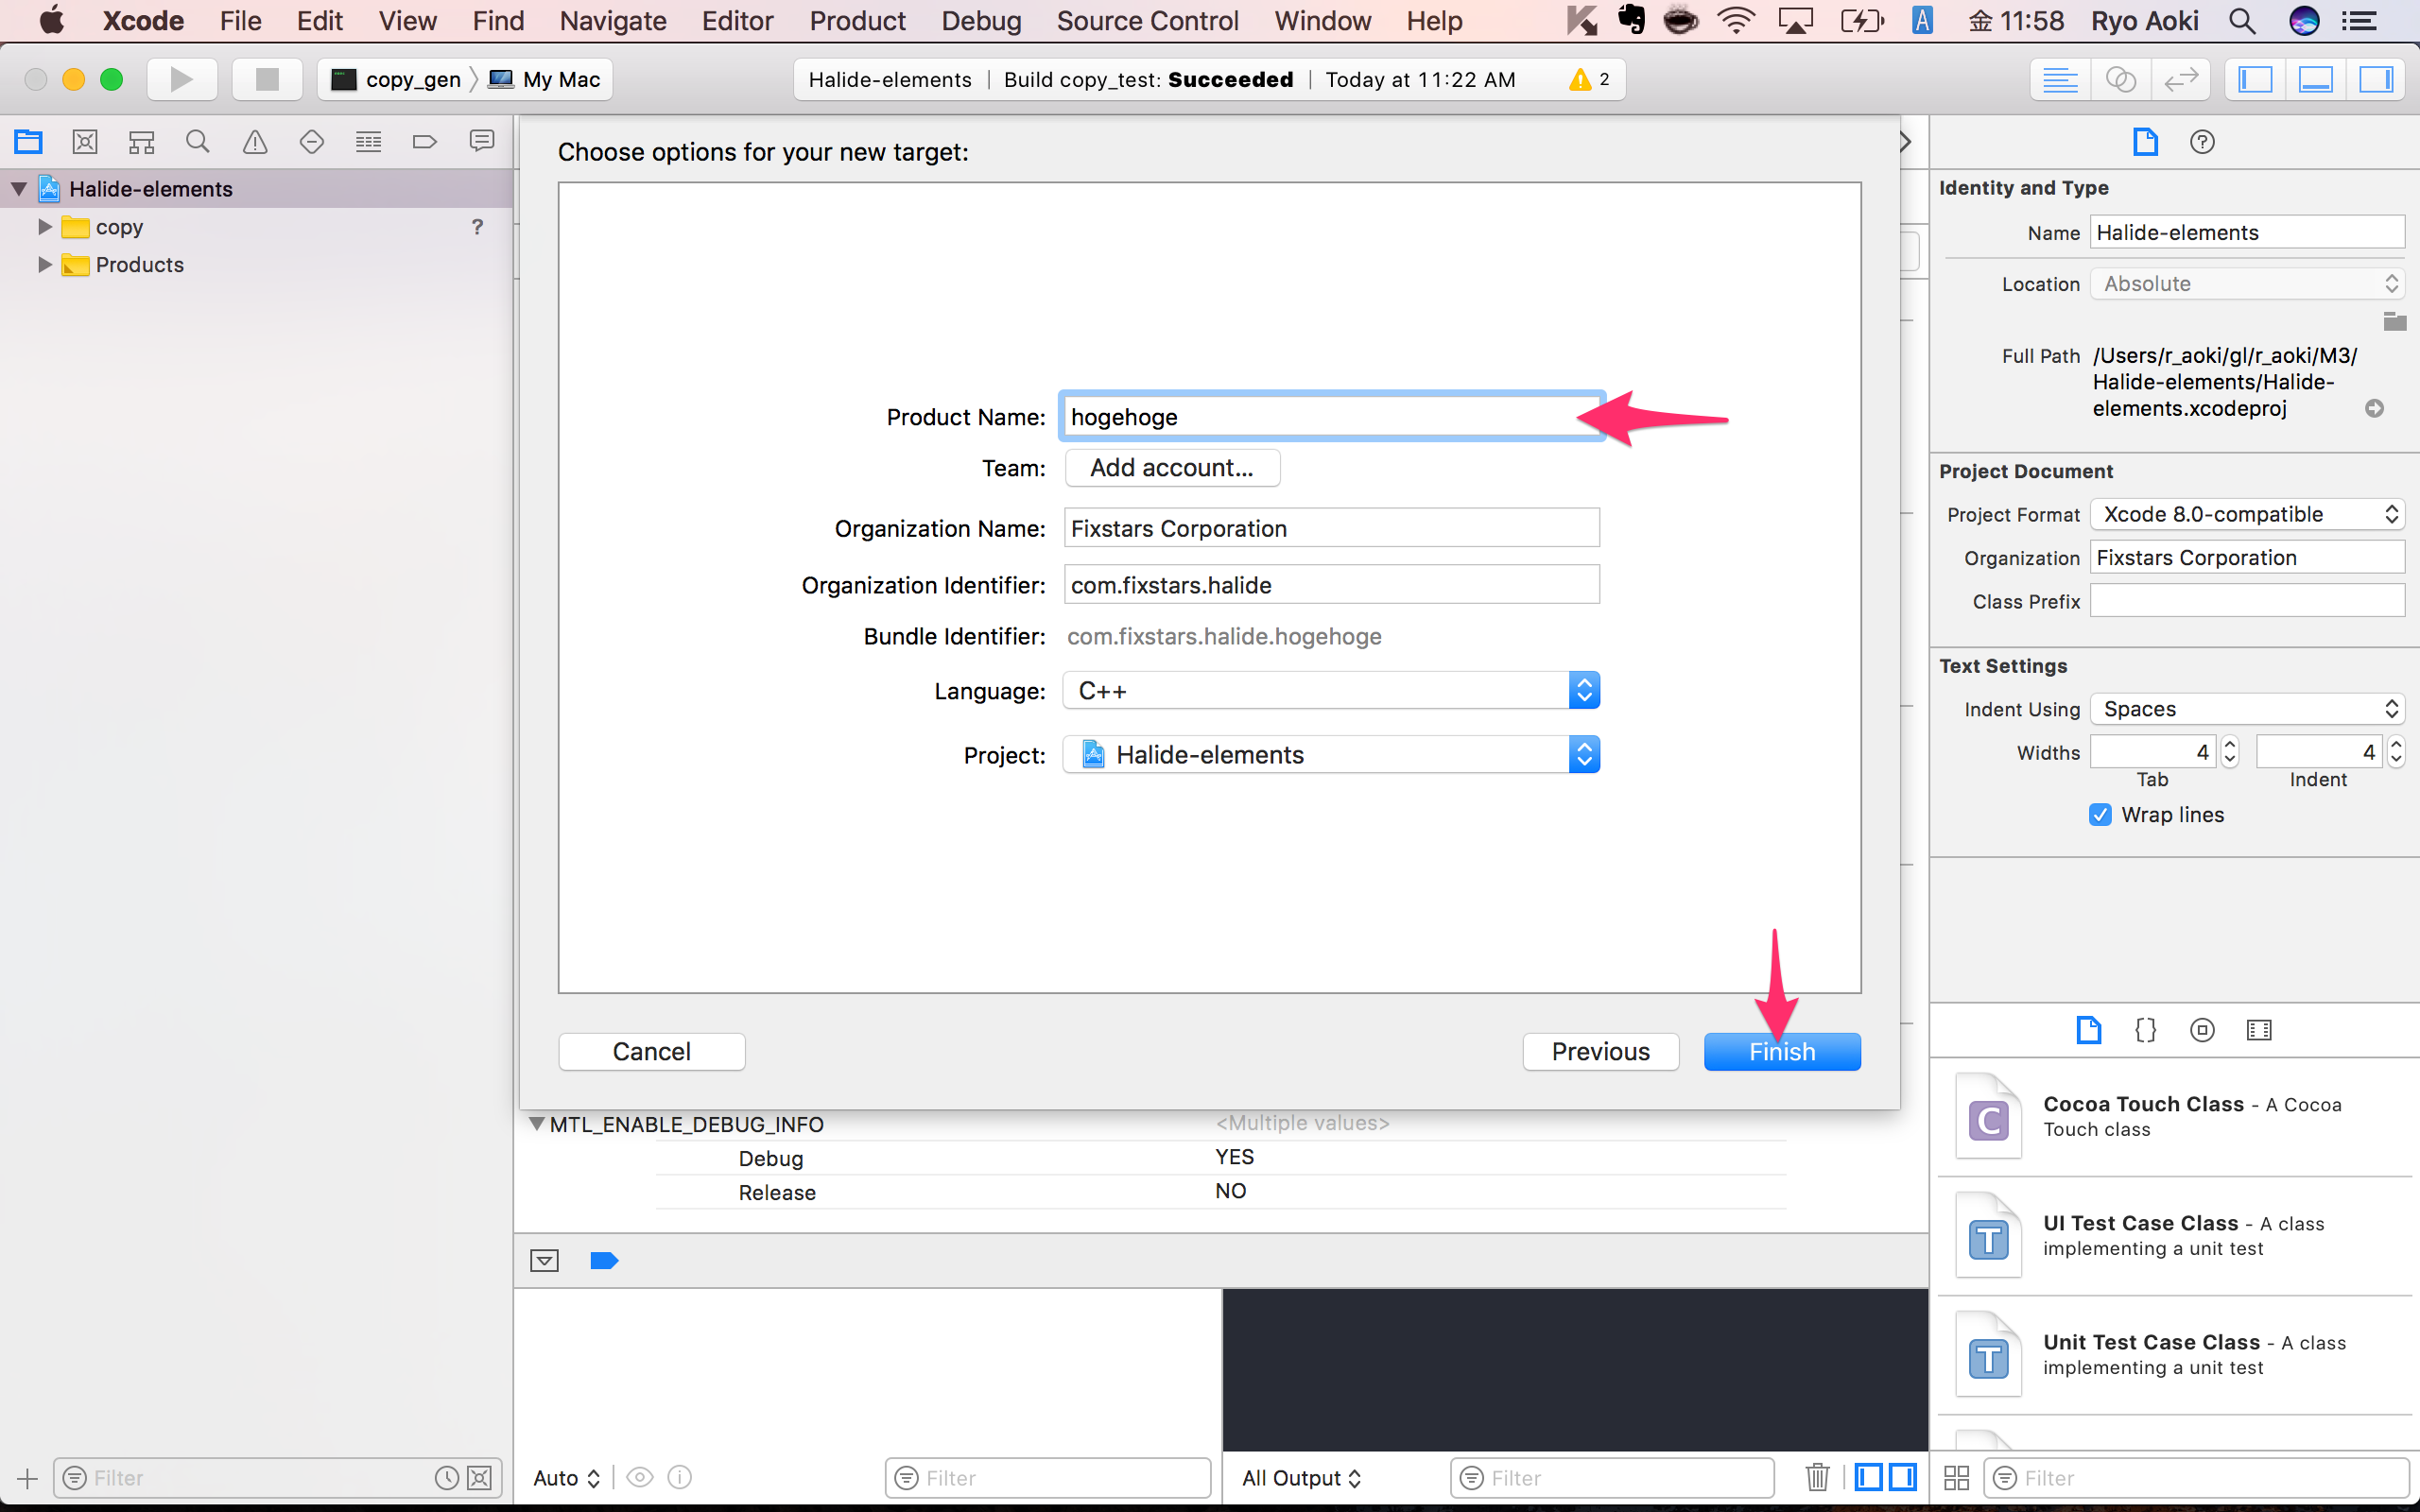 Xcode File Edit View Find Navigate Editor Product Debug Source Control Window Help A 金 11:58 Ryo Aoki
copy_gen My Mac
Halide-elements | Build copy_test: Succeeded | Today at 11:22 AM 2
Halide-elements
copy ?
Products
Choose options for your new target:
Product Name: hogehoge
Team: Add account...
Organization Name: Fixstars Corporation
Organization Identifier: com.fixstars.halide
Bundle Identifier: com.fixstars.halide.hogehoge
Language: C++
Project: Halide-elements
Cancel Previous Finish
MTL_ENABLE_DEBUG_INFO <Multiple values>
Debug YES
Release NO
Identity and Type
Name Halide-elements
Location Absolute
Full Path /Users/r_aoki/gl/r_aoki/M3/
Halide-elements/Halide-
elements.xcodeproj
Project Document
Project Format Xcode 8.0-compatible
Organization Fixstars Corporation
Class Prefix
Text Settings
Indent Using Spaces
Widths 4 4
Tab Indent
Wrap lines
{}
C
Cocoa Touch Class - A Cocoa
Touch class
T
UI Test Case Class - A class
implementing a unit test
T
Unit Test Case Class - A class
implementing a unit test
Filter
Auto Filter
All Output Filter
Filter